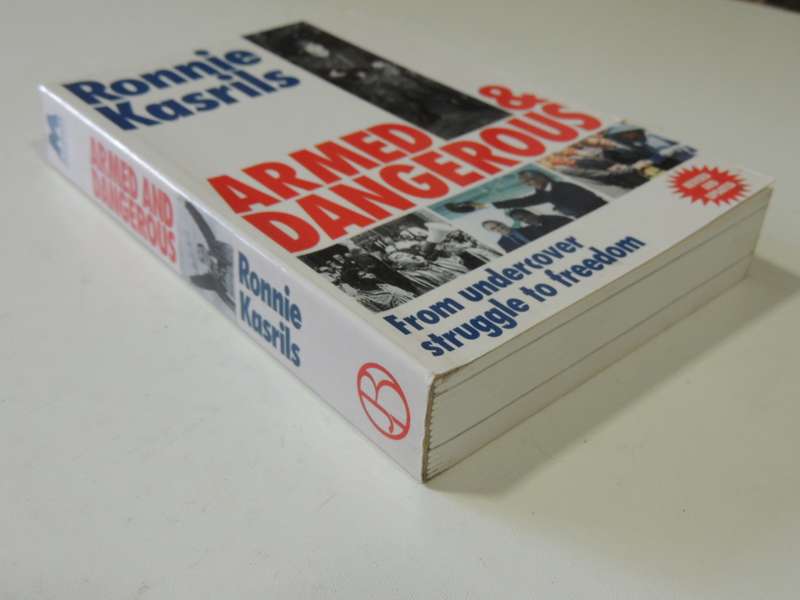 Ronnie
Kasrils
ARMED &
DANGEROUS
From undercover
struggle to freedom
ARMED AND
DANGEROUS
Ronnie
Kasrils
B